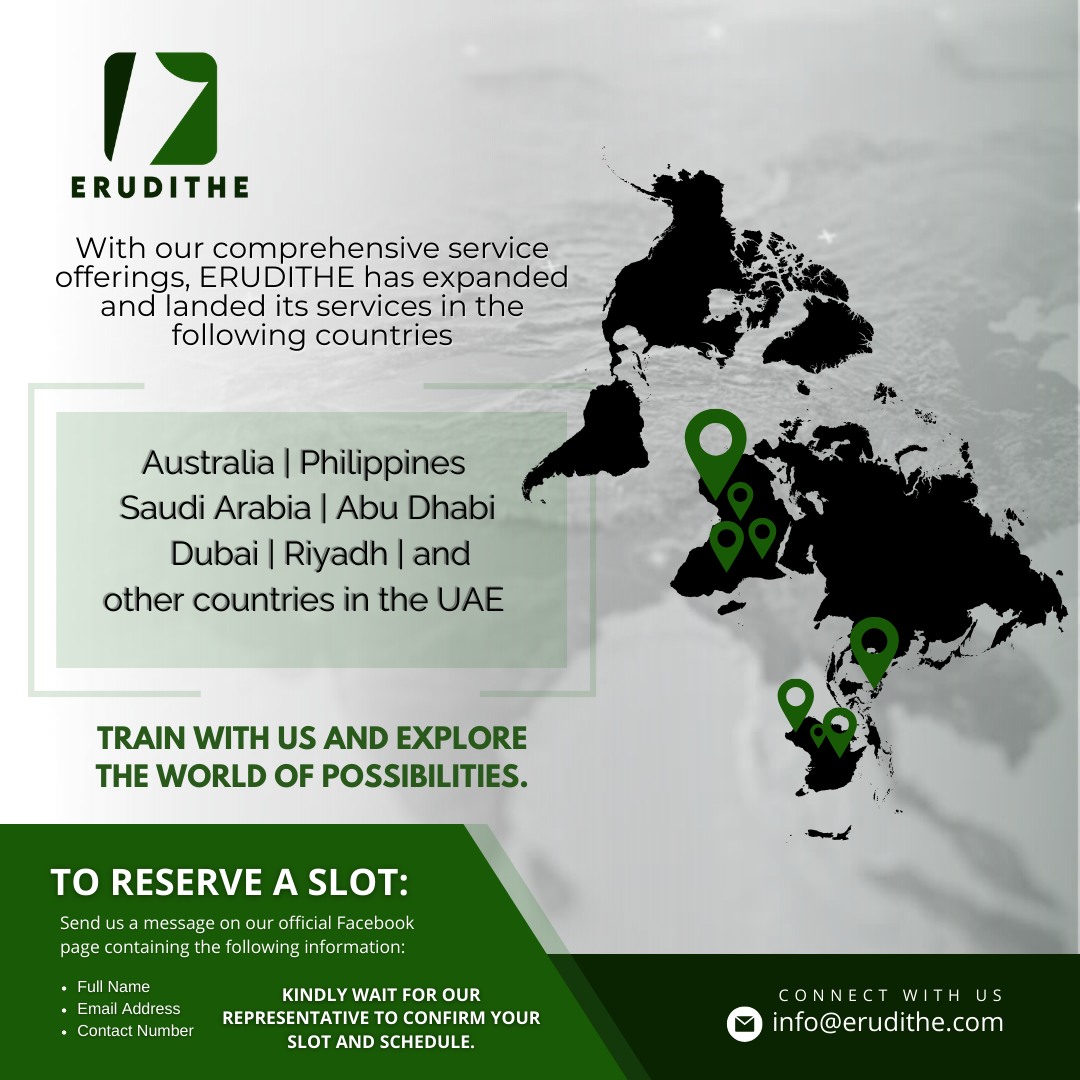 ERUDITHE
With our comprehensive service
offerings, ERUDITHE has expanded
and landed its services in the
following countries
Australia | Philippines
Saudi Arabia | Abu Dhabi
Dubai | Riyadh | and
other countries in the UAE
TRAIN WITH US AND EXPLORE
THE WORLD OF POSSIBILITIES.
TO RESERVE A SLOT:
Send us a message on our official Facebook
page containing the following information:
• Full Name
• Email Address
• Contact Number
KINDLY WAIT FOR OUR
REPRESENTATIVE TO CONFIRM YOUR
SLOT AND SCHEDULE.
CONNECT WITH US
info@erudithe.com